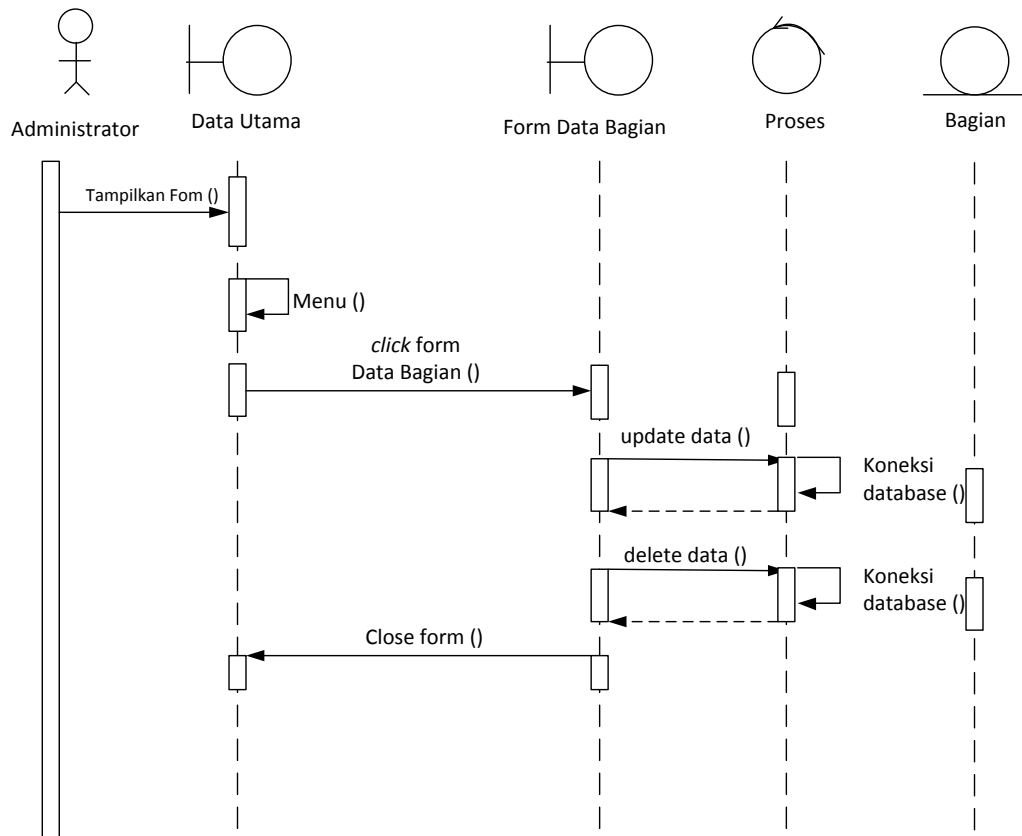 Administrator
Data Utama
Form Data Bagian
Proses
Bagian
Tampilkan Fom ()
Menu ()
click form
Data Bagian ()
update data ()
Koneksi
database ()
delete data ()
Koneksi
database ()
Close form ()